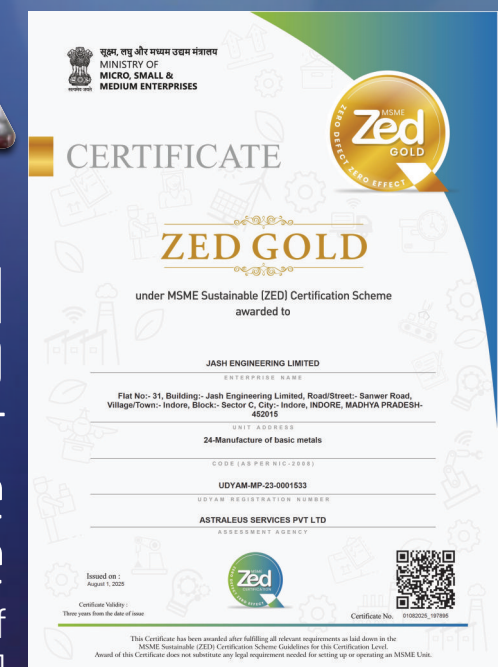 सूक्ष्म, लघु और मध्यम उद्यम मंत्रालय
MINISTRY OF
MICRO, SMALL &
MEDIUM ENTERPRISES
सत्यमेव जयते
MSME
Zed
GOLD
ZERO DEFECT ZERO EFFECT
CERTIFICATE
ZED GOLD
under MSME Sustainable (ZED) Certification Scheme
awarded to
JASH ENGINEERING LIMITED
ENTERPRISE NAME
Flat No:- 31, Building:- Jash Engineering Limited, Road/Street:- Sanwer Road,
Village/Town:- Indore, Block:- Sector C, City:- Indore, INDORE, MADHYA PRADESH-
452015
UNIT ADDRESS
24-Manufacture of basic metals
CODE (AS PER NIC-2008)
UDYAM-MP-23-0001533
UDYAM REGISTRATION NUMBER
ASTRALEUS SERVICES PVT LTD
ASSESSMENT AGENCY
Issued on :
August 1, 2025
Certificate Validity :
Three years from the date of issue
Zed
Certificate No. 01082025_197895
This Certificate has been awarded after fulfilling all relevant requirements as laid down in the
MSME Sustainable (ZED) Certification Scheme Guidelines for this Certification Level.
Award of this Certificate does not substitute any legal requirement needed for setting up or operating an MSME Unit.